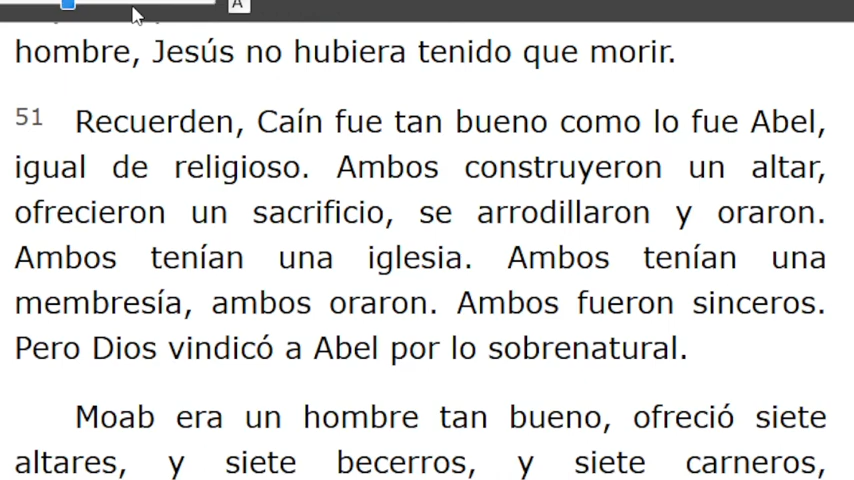 A
hombre, Jesús no hubiera tenido que morir.
51 Recuerden, Caín fue tan bueno como lo fue Abel,
igual de religioso. Ambos construyeron un altar,
ofrecieron un sacrificio, se arrodillaron y oraron.
Ambos tenían una iglesia. Ambos tenían una
membresía, ambos oraron. Ambos fueron sinceros.
Pero Dios vindicó a Abel por lo sobrenatural.
Moab era un hombre tan bueno, ofreció siete
altares, y siete becerros, y siete carneros,